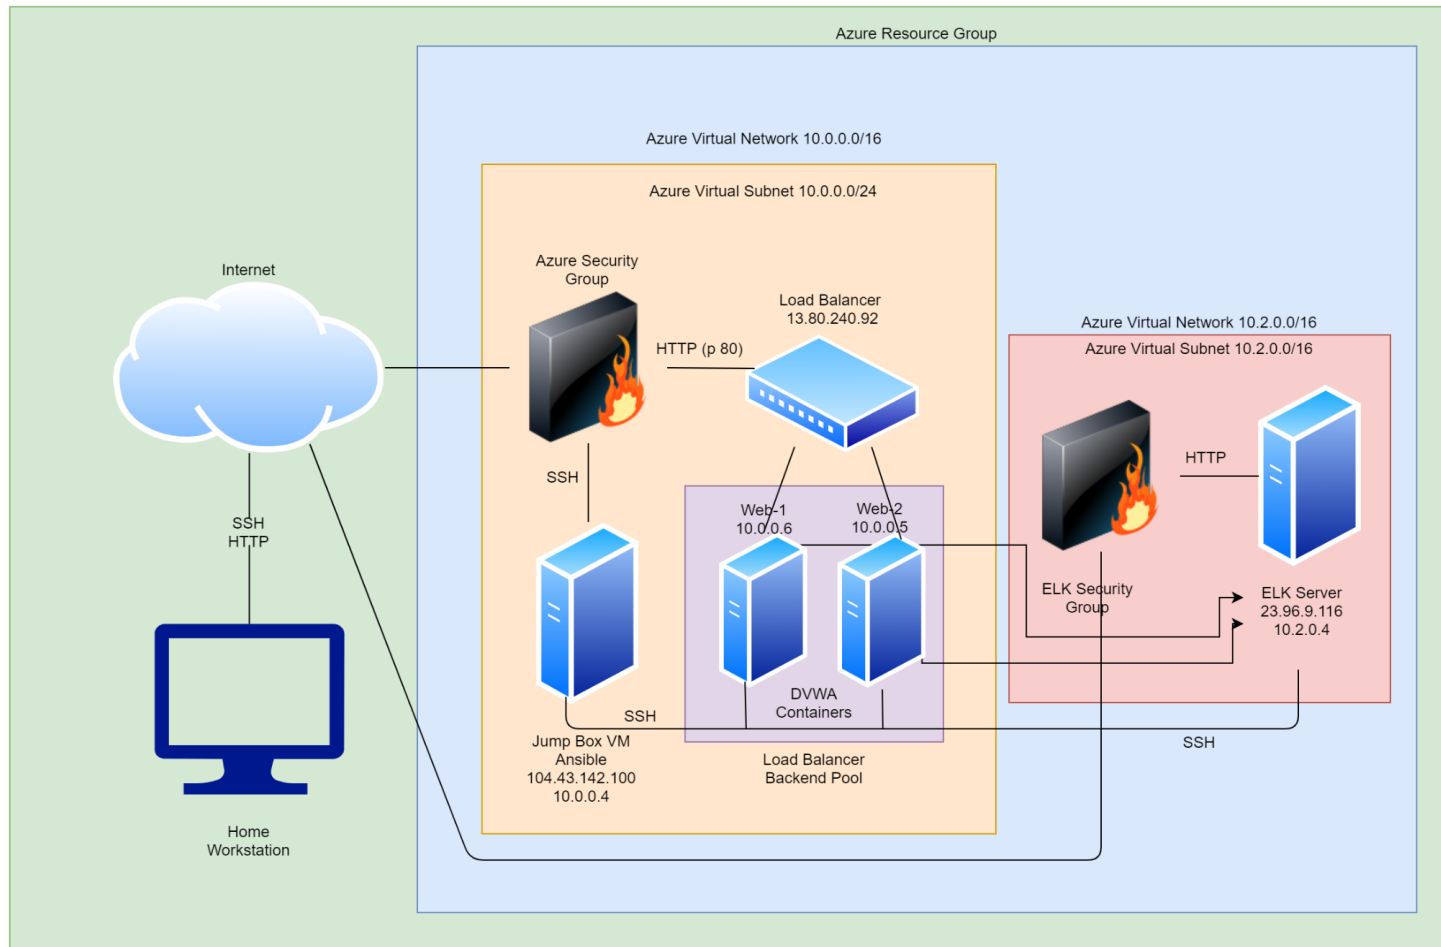 Azure Resource Group
Azure Virtual Network 10.0.0.0/16
Azure Virtual Subnet 10.0.0.0/24
Internet
Azure Security
Group
Load Balancer
13.80.240.92
HTTP (p 80)
Azure Virtual Network 10.2.0.0/16
Azure Virtual Subnet 10.2.0.0/16
SSH
HTTP
SSH
HTTP
Web-1
10.0.0.6
Web-2
10.0.0.5
ELK Security
Group
ELK Server
23.96.9.116
10.2.0.4
DVWA
Containers
SSH
SSH
Jump Box VM
Ansible
104.43.142.100
10.0.0.4
Load Balancer
Backend Pool
Home
Workstation